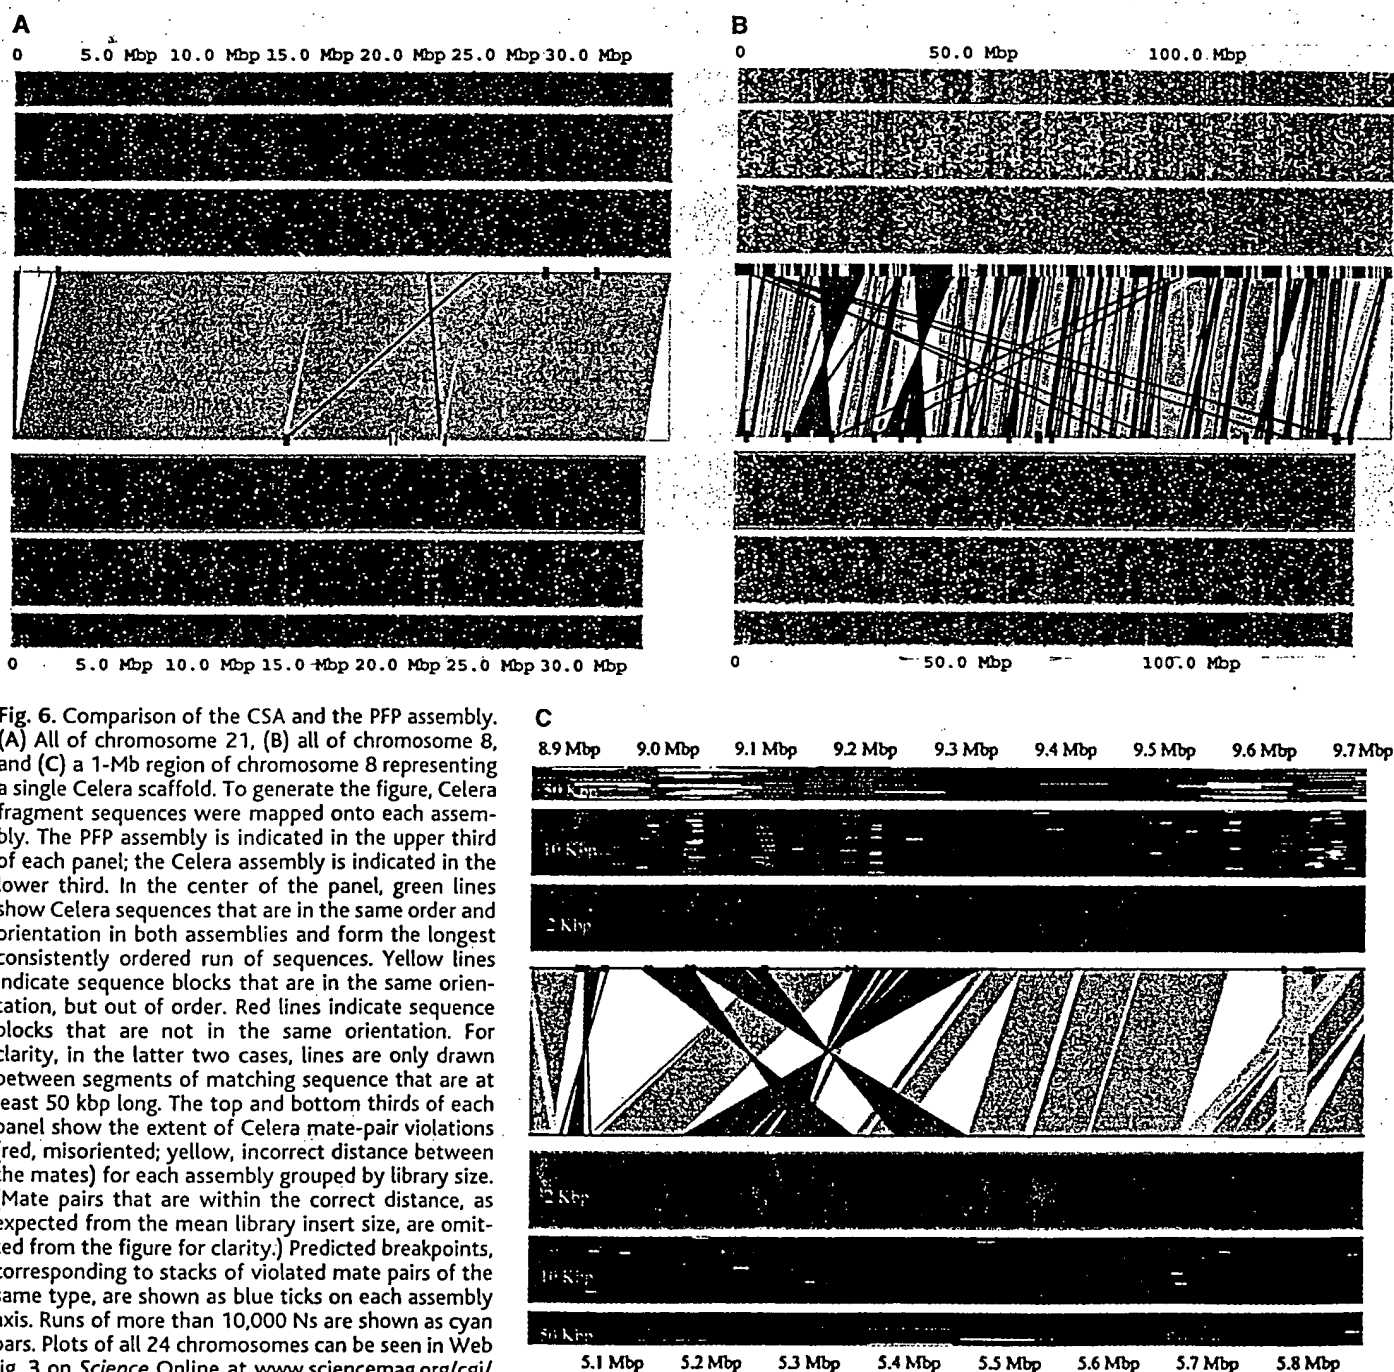 A
0 5.0 Mbp 10.0 Mbp 15.0 Mbp 20.0 Mbp 25.0 Mbp 30.0 Mbp
B
0 50.0 Mbp 100.0 Mbp
0 5.0 Mbp 10.0 Mbp 15.0 Mbp 20.0 Mbp 25.0 Mbp 30.0 Mbp
0 50.0 Mbp 100.0 Mbp
Fig. 6. Comparison of the CSA and the PFP assembly.
(A) All of chromosome 21, (B) all of chromosome 8,
and (C) a 1-Mb region of chromosome 8 representing
a single Celera scaffold. To generate the figure, Celera
fragment sequences were mapped onto each assem-
bly. The PFP assembly is indicated in the upper third
of each panel; the Celera assembly is indicated in the
lower third. In the center of the panel, green lines
show Celera sequences that are in the same order and
orientation in both assemblies and form the longest
consistently ordered run of sequences. Yellow lines
indicate sequence blocks that are in the same orien-
tation, but out of order. Red lines indicate sequence
blocks that are not in the same orientation. For
clarity, in the latter two cases, lines are only drawn
between segments of matching sequence that are at
least 50 kbp long. The top and bottom thirds of each
panel show the extent of Celera mate-pair violations
(red, misoriented; yellow, incorrect distance between
the mates) for each assembly grouped by library size.
(Mate pairs that are within the correct distance, as
expected from the mean library insert size, are omit-
ted from the figure for clarity.) Predicted breakpoints,
corresponding to stacks of violated mate pairs of the
same type, are shown as blue ticks on each assembly
axis. Runs of more than 10,000 Ns are shown as cyan
bars. Plots of all 24 chromosomes can be seen in Web
fig. 3 on Science Online at www.sciencemag.org/cgi/
C
8.9 Mbp 9.0 Mbp 9.1 Mbp 9.2 Mbp 9.3 Mbp 9.4 Mbp 9.5 Mbp 9.6 Mbp 9.7 Mbp
50 Kbp
10 Kbp
2 Kbp
2 Kbp
10 Kbp
50 Kbp
5.1 Mbp 5.2 Mbp 5.3 Mbp 5.4 Mbp 5.5 Mbp 5.6 Mbp 5.7 Mbp 5.8 Mbp